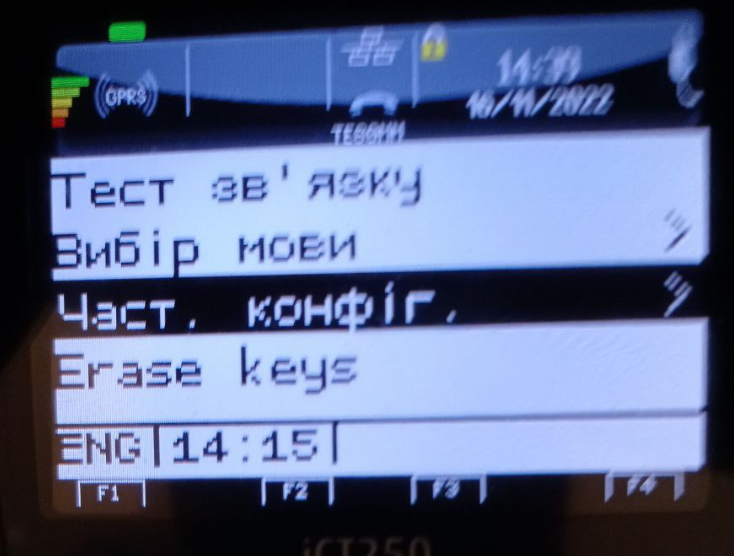 GPRS
14:39
16/11/2022
Тест зв'язку
Вибір мови
Част. конфіг.
Erase keys
ENG 14:15
F1 F2 F3 F4
iCT250